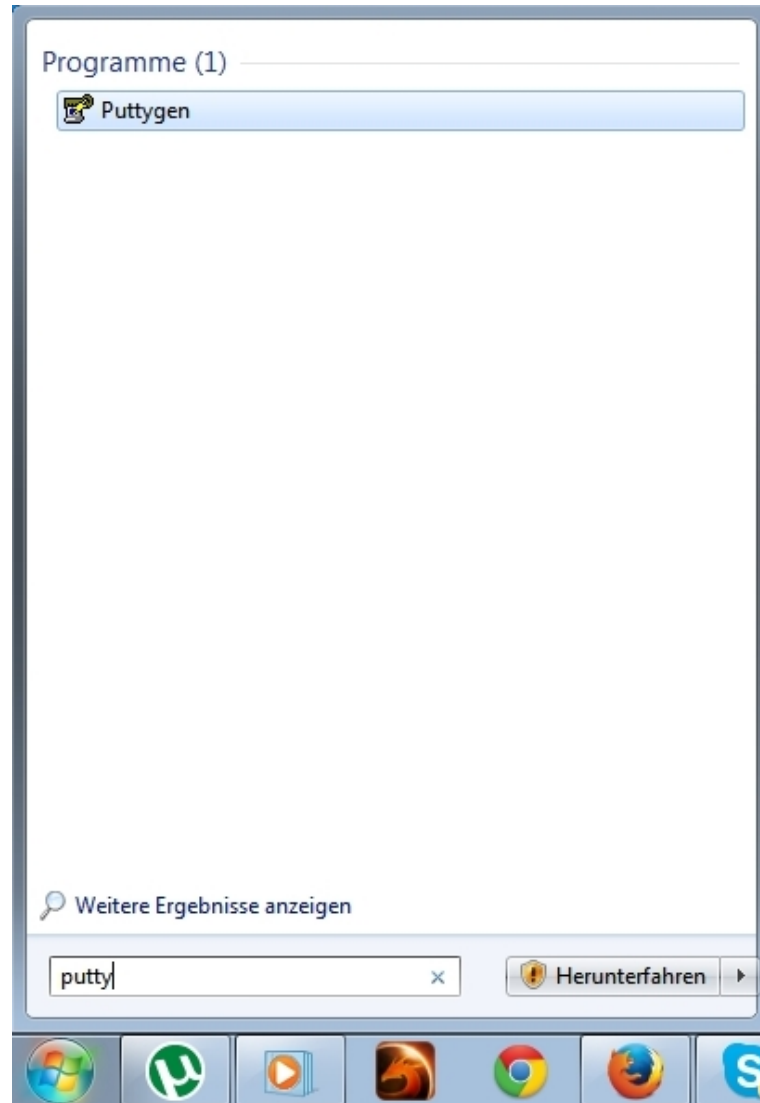 Programme (1)
Puttygen
Weitere Ergebnisse anzeigen
putty
Herunterfahren